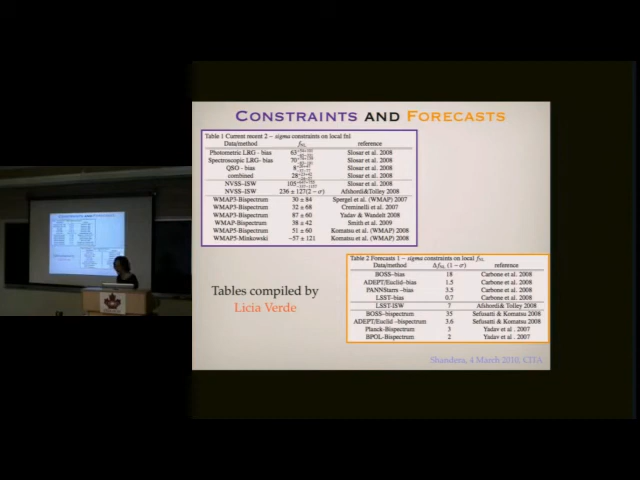 CONSTRAINTS AND FORECASTS
Table 1 Current recent 2 − sigma constraints on local fnl
Data/method fNL reference
Photometric LRG - bias Slosar et al. 2008
Spectroscopic LRG- bias Slosar et al. 2008
QSO - bias Slosar et al. 2008
combined Slosar et al. 2008
NVSS–ISW Slosar et al. 2008
NVSS–ISW 236 ± 127(2 − σ) Afshordi&Tolley 2008
WMAP3-Bispectrum 30 ± 84 Spergel et al. (WMAP) 2007
WMAP3-Bispectrum 32 ± 68 Creminelli et al. 2007
WMAP3-Bispectrum 87 ± 60 Yadav & Wandelt 2008
WMAP-Bispectrum 38 ± 42 Smith et al. 2009
WMAP5-Bispectrum 51 ± 60 Komatsu et al. (WMAP) 2008
WMAP5-Minkowski −57 ± 121 Komatsu et al. (WMAP) 2008
Table 2 Forecasts 1 − sigma constraints on local fNL
Data/method ΔfNL (1 − σ) reference
BOSS–bias 18 Carbone et al. 2008
ADEPT/Euclid–bias 1.5 Carbone et al. 2008
PANNStarrs –bias 3.5 Carbone et al. 2008
LSST–bias 0.7 Carbone et al. 2008
LSST-ISW 7 Afshordi& Tolley 2008
BOSS–bispectrum 35 Sefusatti & Komatsu 2008
ADEPT/Euclid –bispectrum 3.6 Sefusatti & Komatsu 2008
Planck-Bispectrum 3 Yadav et al . 2007
BPOL-Bispectrum 2 Yadav et al . 2007
Tables compiled by
Licia Verde
Shandera, 4 March 2010, CITA